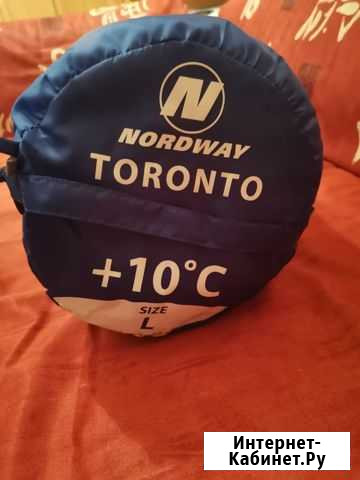 N
NORDWAY
TORONTO
+10°C
SIZE
L
Интернет-
Кабинет.Ру